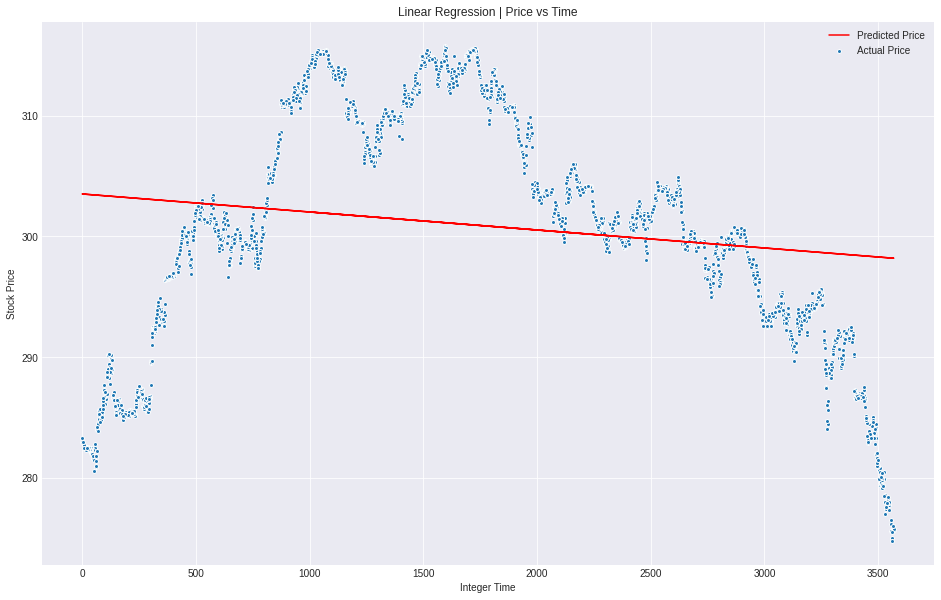 Linear Regression | Price vs Time
Predicted Price
Actual Price
310
300
290
280
Stock Price
0 500 1000 1500 2000 2500 3000 3500
Integer Time